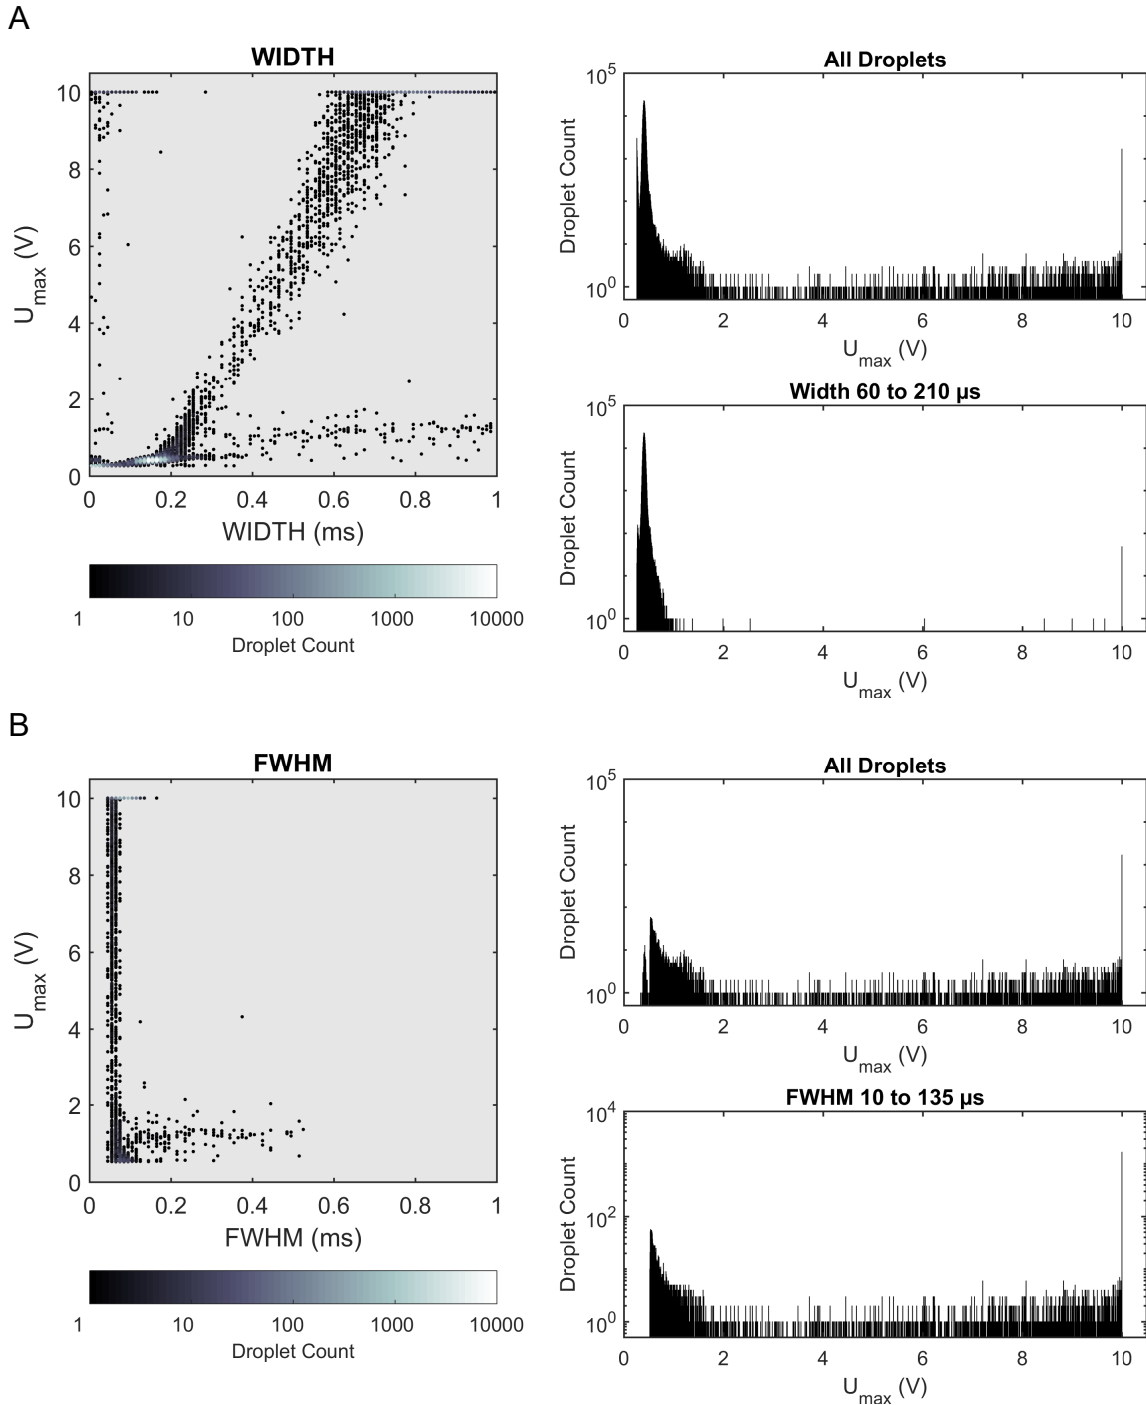 A
WIDTH
10
8
6
4
2
0
U_max (V)
0 0.2 0.4 0.6 0.8 1
WIDTH (ms)
1 10 100 1000 10000
Droplet Count
All Droplets
10^5
10^0
Droplet Count
0 2 4 6 8 10
U_max (V)
Width 60 to 210 µs
10^5
10^0
Droplet Count
0 2 4 6 8 10
U_max (V)
B
FWHM
10
8
6
4
2
0
U_max (V)
0 0.2 0.4 0.6 0.8 1
FWHM (ms)
1 10 100 1000 10000
Droplet Count
All Droplets
10^5
10^0
Droplet Count
0 2 4 6 8 10
U_max (V)
FWHM 10 to 135 µs
10^4
10^2
10^0
Droplet Count
0 2 4 6 8 10
U_max (V)